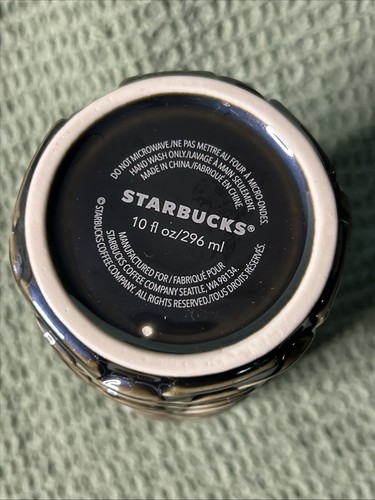 DO NOT MICROWAVE./NE PAS METTRE AU FOUR À MICRO-ONDES.
HAND WASH ONLY./LAVAGE À MAIN SEULEMENT.
MADE IN CHINA./FABRIQUÉ EN CHINE.
STARBUCKS®
10 fl oz/296 ml
MANUFACTURED FOR / FABRIQUÉ POUR
STARBUCKS COFFEE COMPANY SEATTLE, WA 98134.
© STARBUCKS COFFEE COMPANY. ALL RIGHTS RESERVED./TOUS DROITS RÉSERVÉS.